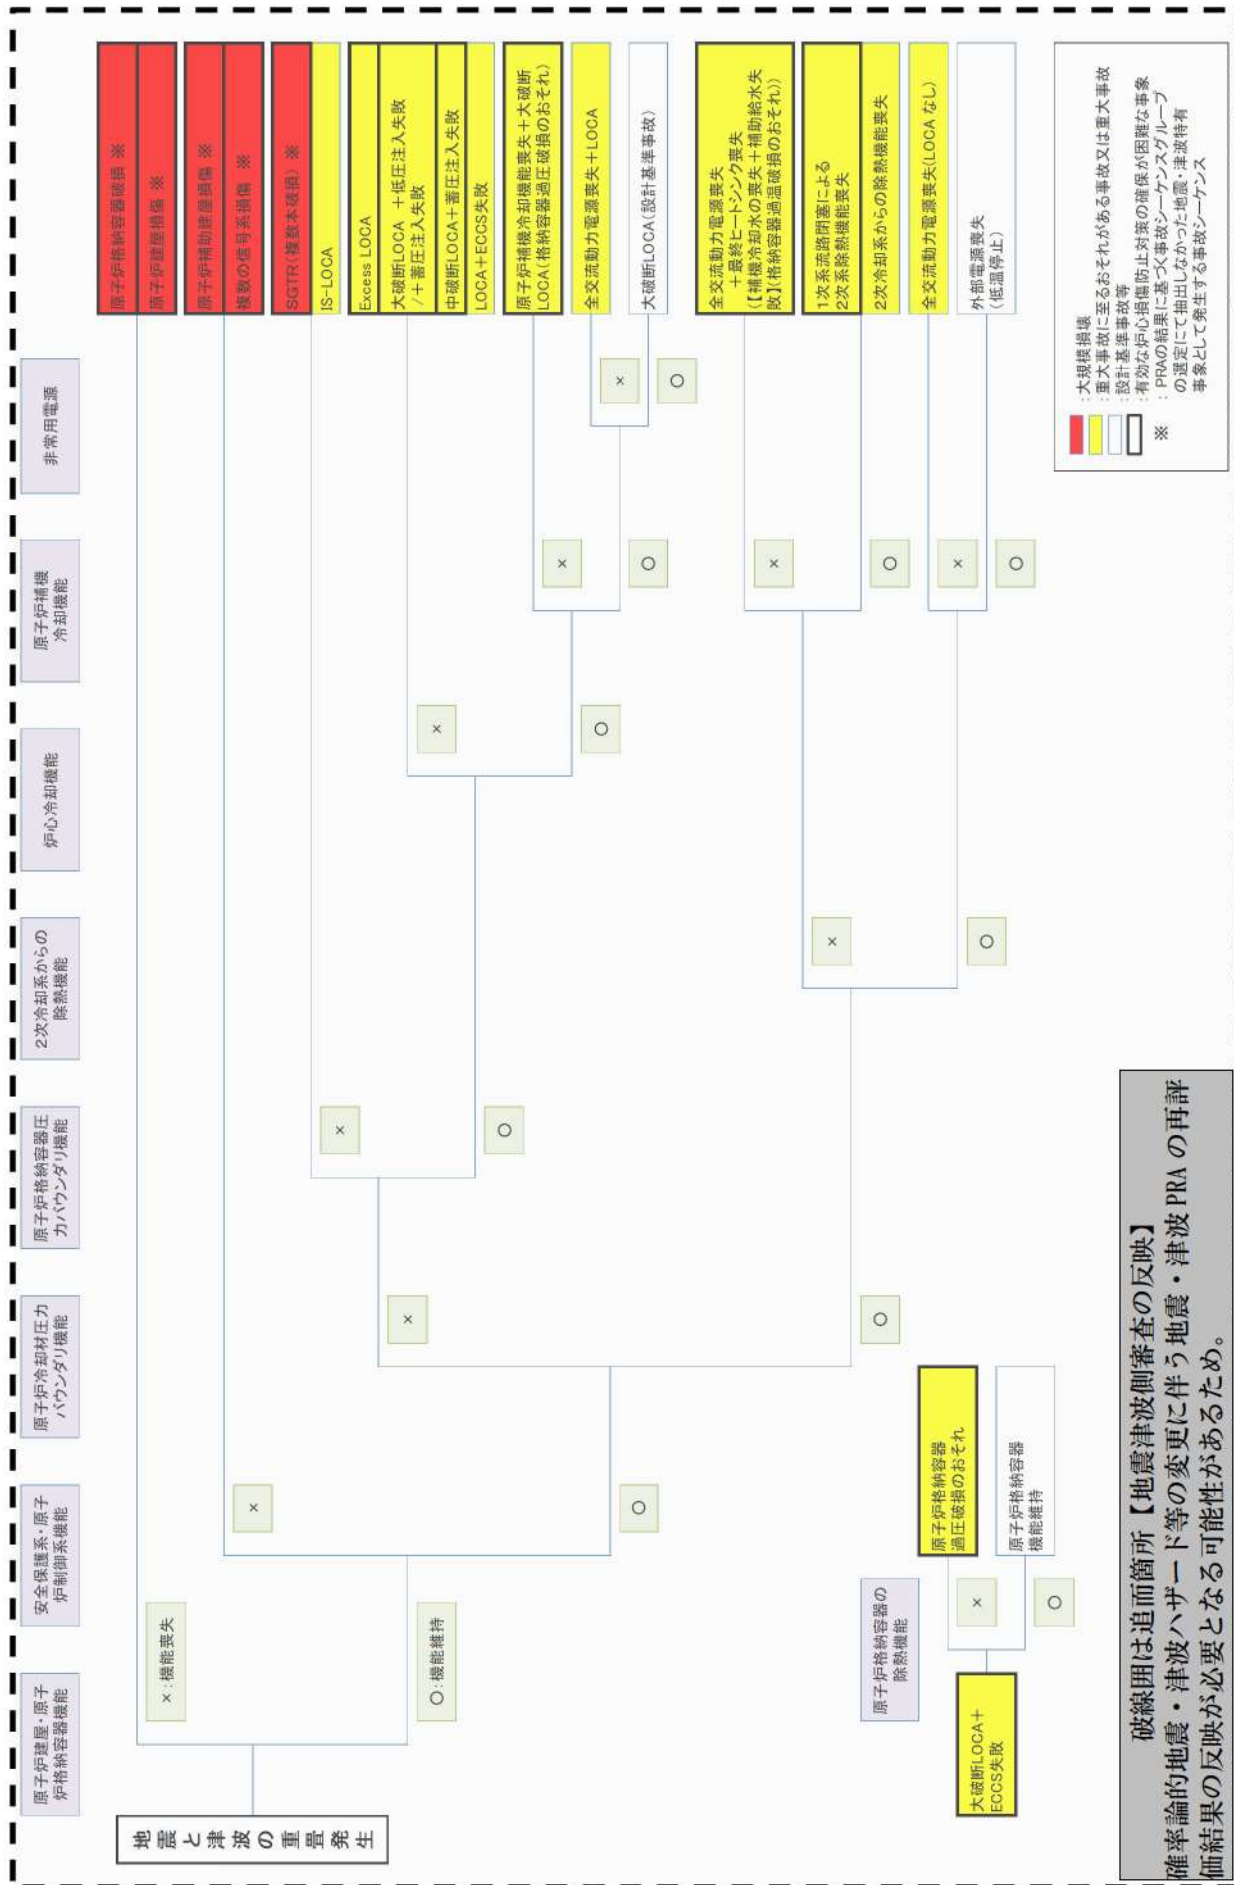 原子炉建屋・原子
炉格納容器機能
安全保護系・原子
炉制御系機能
原子炉冷却材圧力
バウンダリ機能
原子炉格納容器圧
力バウンダリ機能
2次冷却系からの
除熱機能
炉心冷却機能
原子炉補機
冷却機能
非常用電源
地震と津波の重畳発生
×:機能喪失
○:機能維持
×
○
×
○
×
○
×
○
×
○
×
○
×
○
×
○
×
○
原子炉格納容器破損 ※
原子炉建屋損傷 ※
原子炉補助建屋損傷 ※
複数の信号系損傷 ※
SGTR(複数本破損) ※
IS-LOCA
Excess LOCA
大破断LOCA +低圧注入失敗
/+蓄圧注入失敗
中破断LOCA+蓄圧注入失敗
LOCA+ECCS失敗
原子炉補機冷却機能喪失+大破断
LOCA(格納容器過圧破損のおそれ)
全交流動力電源喪失+LOCA
大破断LOCA(設計基準事故)
全交流動力電源喪失
+最終ヒートシンク喪失
(【補機冷却水の喪失+補助給水失
敗】(格納容器過温破損のおそれ))
1次系流路閉塞による
2次系除熱機能喪失
2次冷却系からの除熱機能喪失
全交流動力電源喪失(LOCA なし)
外部電源喪失
(低温停止)
大破断LOCA+
ECCS失敗
原子炉格納容器の
除熱機能
×
○
原子炉格納容器
過圧破損のおそれ
原子炉格納容器
機能維持
:大規模損壊
:重大事故に至るおそれがある事故又は重大事故
:設計基準事故等
:有効な炉心損傷防止対策の確保が困難な事象
※ :PRAの結果に基づく事故シーケンスグループ
の選定にて抽出しなかった地震・津波特有
事象として発生する事故シーケンス
破線囲は追而箇所【地震津波側審査の反映】
確率論的地震・津波ハザード等の変更に伴う地震・津波 PRA の再評
価結果の反映が必要となる可能性があるため。